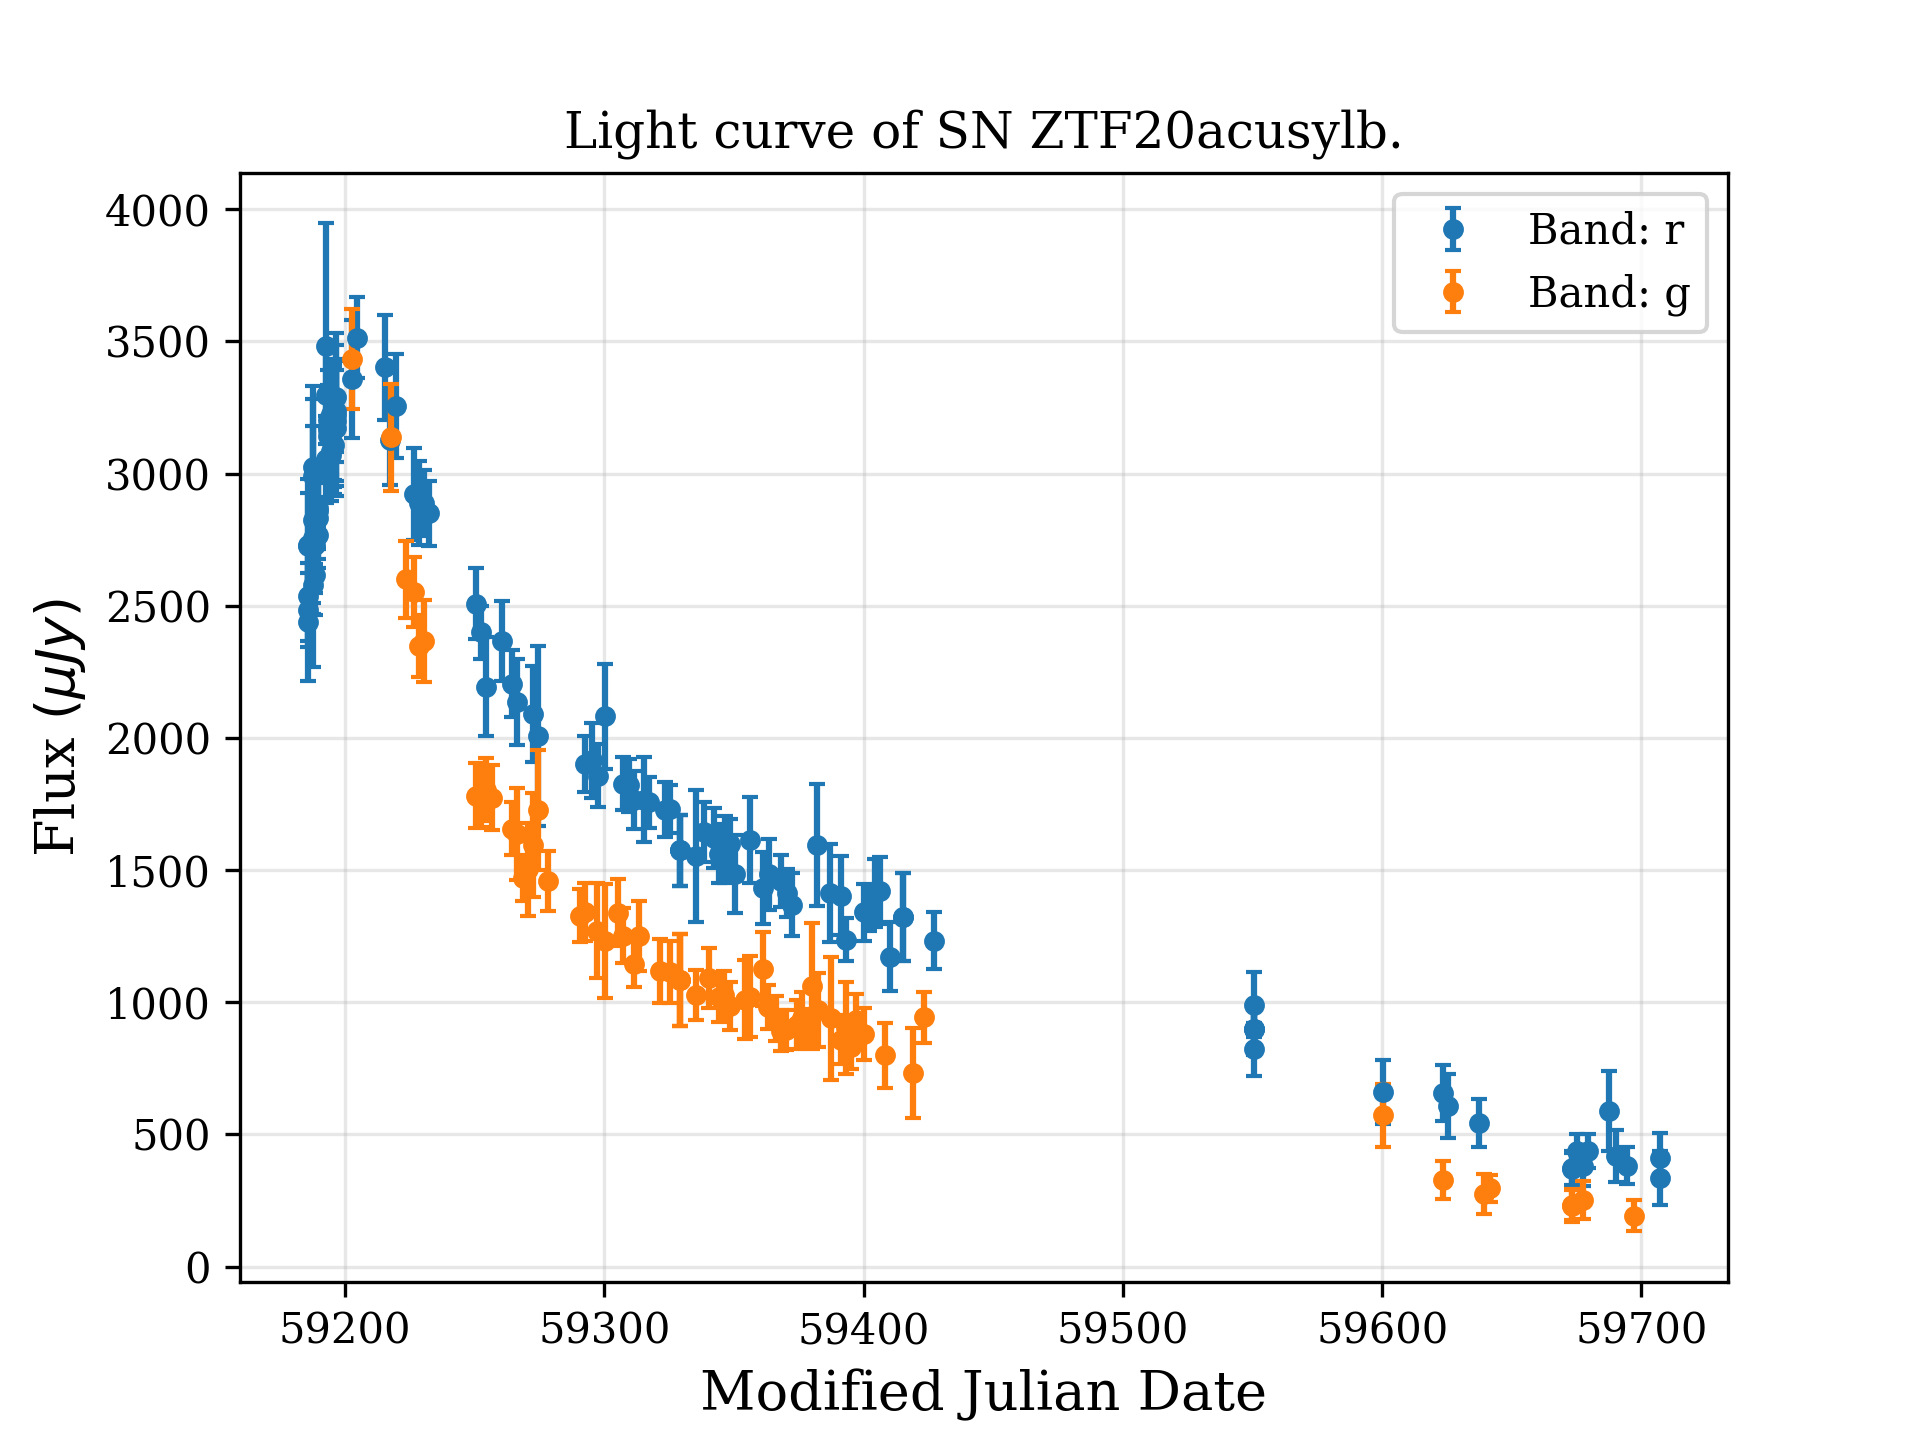 Light curve of SN ZTF20acusylb.
Band: r
Band: g
4000
3500
3000
2500
2000
1500
1000
500
0
Flux (μJy)
59200 59300 59400 59500 59600 59700
Modified Julian Date